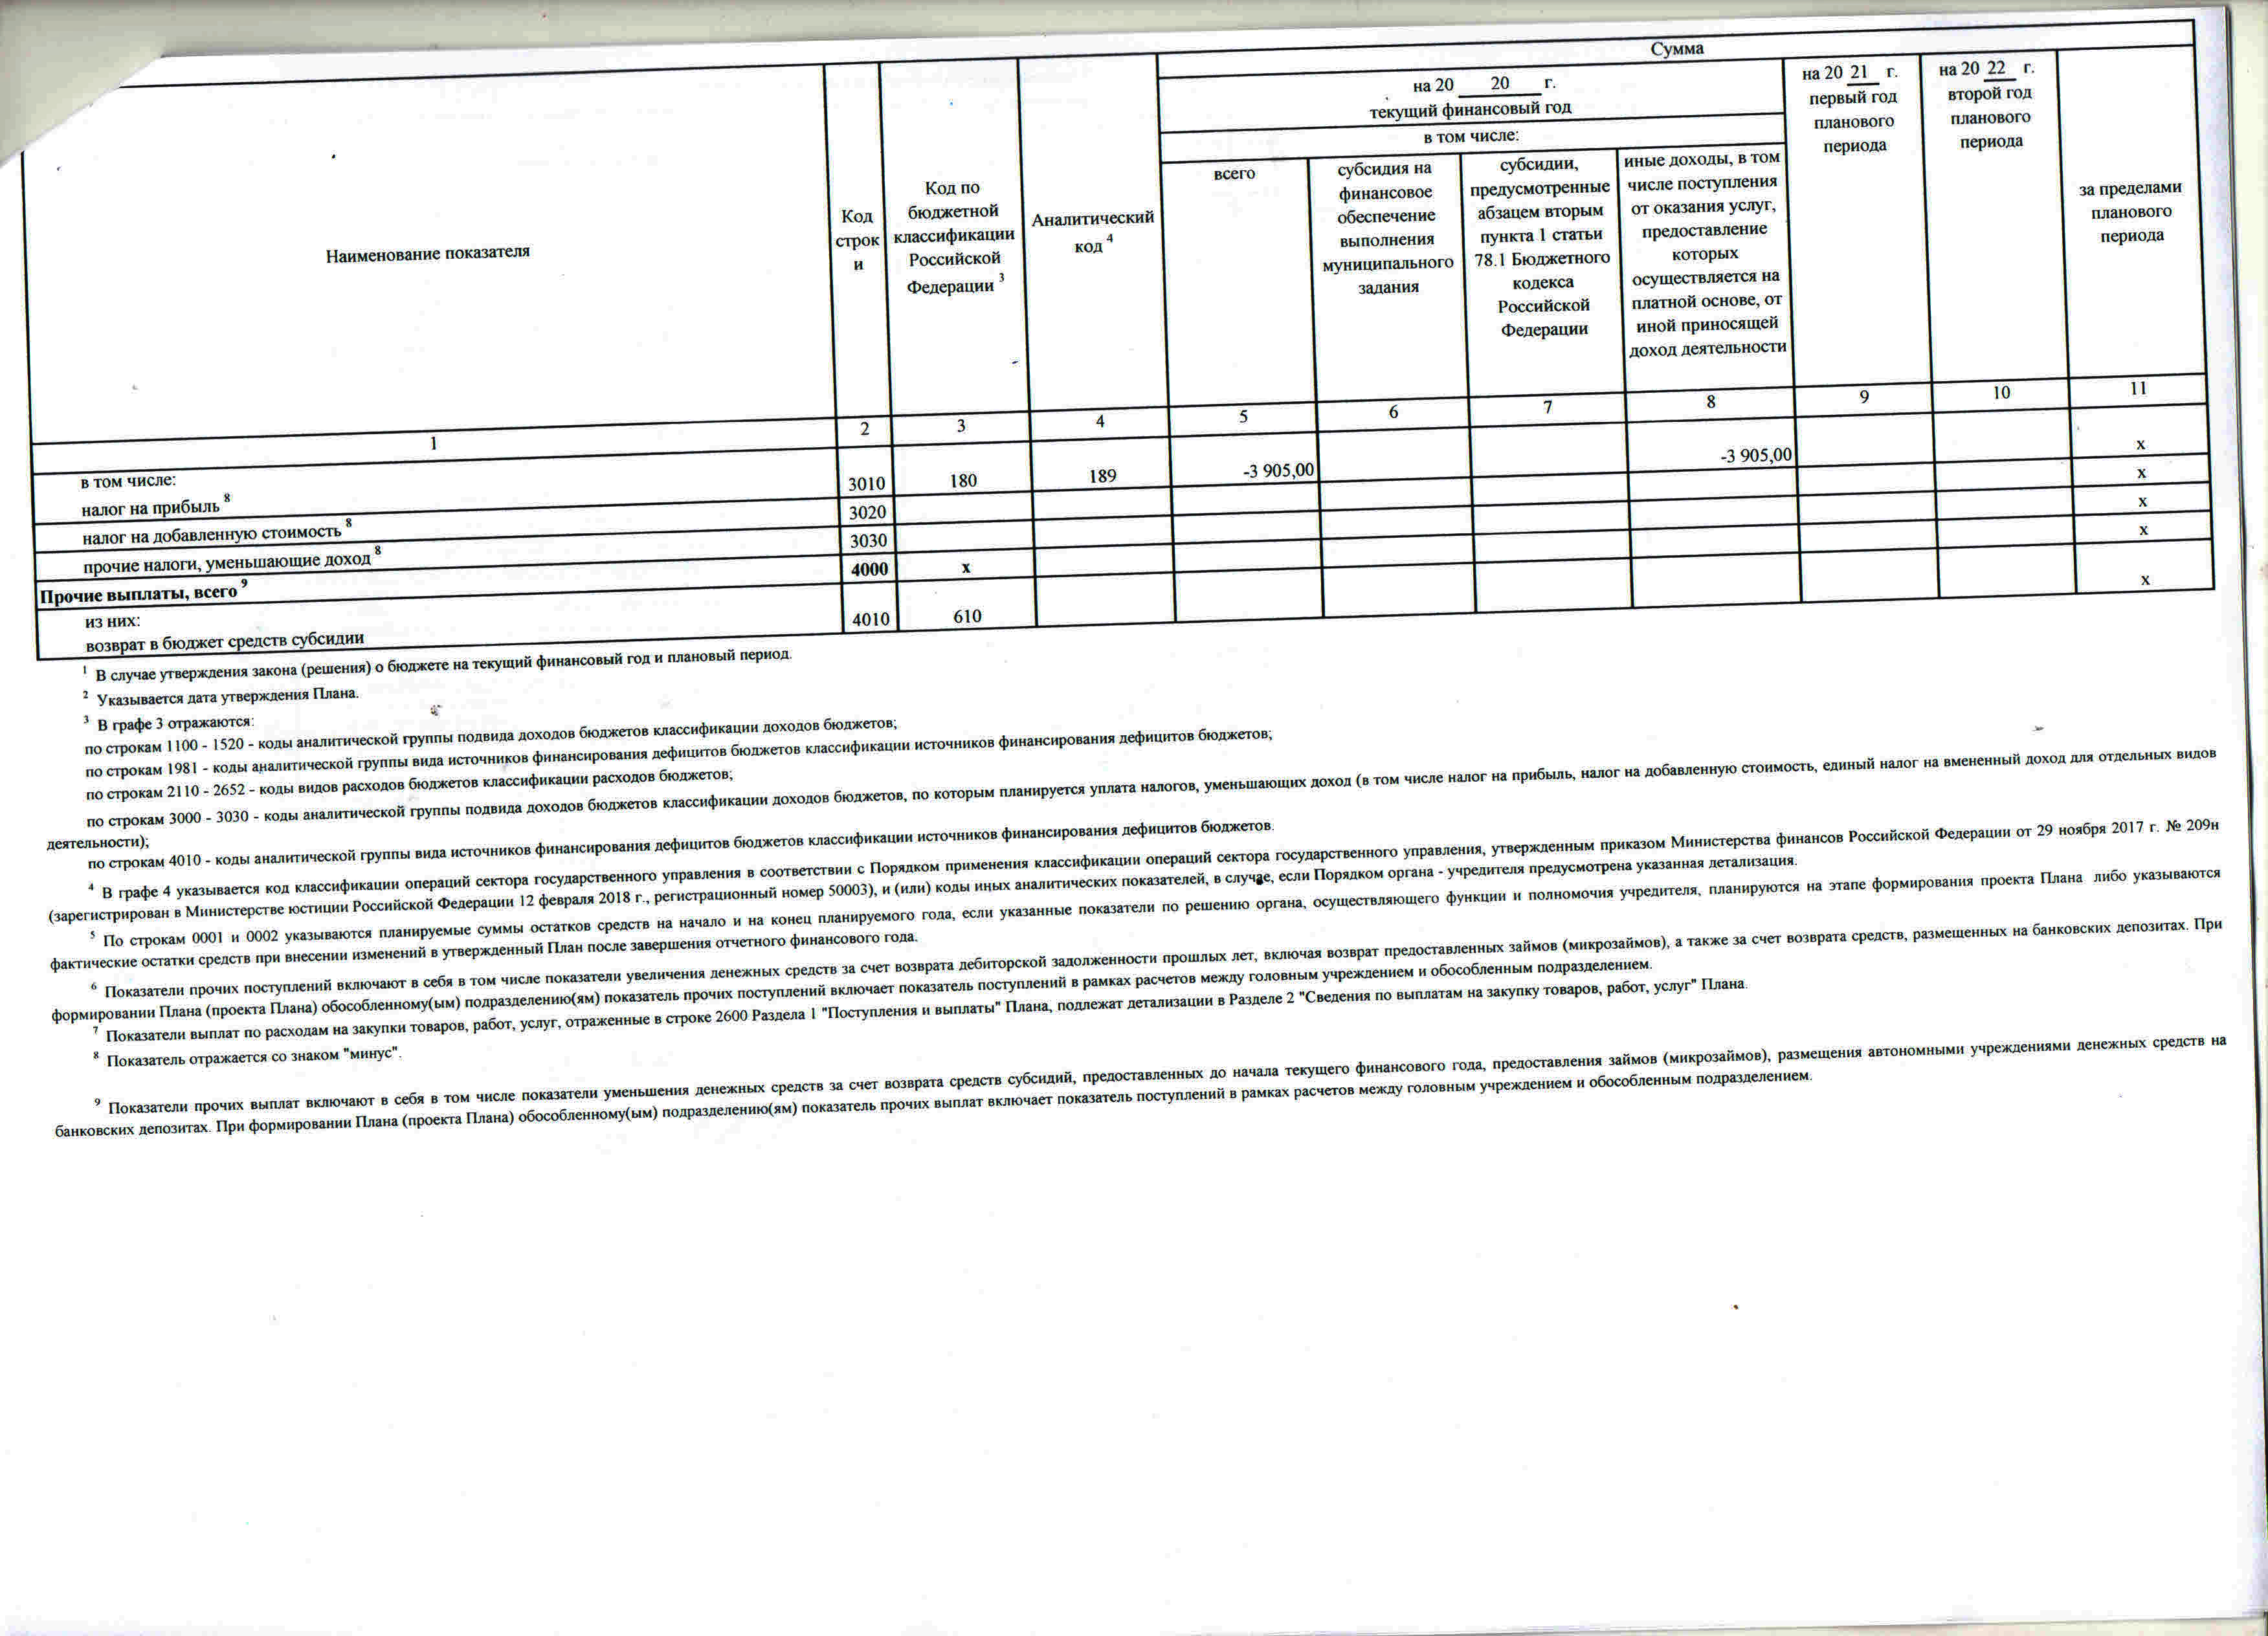 Сумма
на 20 20 г.
текущий финансовый год
на 20 21 г.
первый год
планового
периода
на 20 22 г.
второй год
планового
периода
в том числе:
Наименование показателя
Код
строк
и
Код по
бюджетной
классификации
Российской
Федерации 3
Аналитический
код 4
всего
субсидия на
финансовое
обеспечение
выполнения
муниципального
задания
субсидии,
предусмотренные
абзацем вторым
пункта 1 статьи
78.1 Бюджетного
кодекса
Российской
Федерации
иные доходы, в том
числе поступления
от оказания услуг,
предоставление
которых
осуществляется на
платной основе, от
иной приносящей
доход деятельности
за пределами
планового
периода
1 2 3 4 5 6 7 8 9 10 11
в том числе:
налог на прибыль 8 3010 180 189 -3 905,00 -3 905,00 х
налог на добавленную стоимость 8 3020 х
прочие налоги, уменьшающие доход 8 3030 х
Прочие выплаты, всего 9 4000 х х
из них:
возврат в бюджет средств субсидии 4010 610 х
1 В случае утверждения закона (решения) о бюджете на текущий финансовый год и плановый период.
2 Указывается дата утверждения Плана.
3 В графе 3 отражаются:
по строкам 1100 - 1520 - коды аналитической группы подвида доходов бюджетов классификации доходов бюджетов;
по строкам 1981 - коды аналитической группы вида источников финансирования дефицитов бюджетов классификации источников финансирования дефицитов бюджетов;
по строкам 2110 - 2652 - коды видов расходов бюджетов классификации расходов бюджетов;
по строкам 3000 - 3030 - коды аналитической группы подвида доходов бюджетов классификации доходов бюджетов, по которым планируется уплата налогов, уменьшающих доход (в том числе налог на прибыль, налог на добавленную стоимость, единый налог на вмененный доход для отдельных видов
деятельности);
по строкам 4010 - коды аналитической группы вида источников финансирования дефицитов бюджетов классификации источников финансирования дефицитов бюджетов.
4 В графе 4 указывается код классификации операций сектора государственного управления в соответствии с Порядком применения классификации операций сектора государственного управления, утвержденным приказом Министерства финансов Российской Федерации от 29 ноября 2017 г. № 209н
(зарегистрирован в Министерстве юстиции Российской Федерации 12 февраля 2018 г., регистрационный номер 50003), и (или) коды иных аналитических показателей, в случае, если Порядком органа - учредителя предусмотрена указанная детализация.
5 По строкам 0001 и 0002 указываются планируемые суммы остатков средств на начало и на конец планируемого года, если указанные показатели по решению органа, осуществляющего функции и полномочия учредителя, планируются на этапе формирования проекта Плана либо указываются
фактические остатки средств при внесении изменений в утвержденный План после завершения отчетного финансового года.
6 Показатели прочих поступлений включают в себя в том числе показатели увеличения денежных средств за счет возврата дебиторской задолженности прошлых лет, включая возврат предоставленных займов (микрозаймов), а также за счет возврата средств, размещенных на банковских депозитах. При
формировании Плана (проекта Плана) обособленному(ым) подразделению(ям) показатель прочих поступлений включает показатель поступлений в рамках расчетов между головным учреждением и обособленным подразделением.
7 Показатели выплат по расходам на закупки товаров, работ, услуг, отраженные в строке 2600 Раздела 1 "Поступления и выплаты" Плана, подлежат детализации в Разделе 2 "Сведения по выплатам на закупку товаров, работ, услуг" Плана.
8 Показатель отражается со знаком "минус".
9 Показатели прочих выплат включают в себя в том числе показатели уменьшения денежных средств за счет возврата средств субсидий, предоставленных до начала текущего финансового года, предоставления займов (микрозаймов), размещения автономными учреждениями денежных средств на
банковских депозитах. При формировании Плана (проекта Плана) обособленному(ым) подразделению(ям) показатель прочих выплат включает показатель поступлений в рамках расчетов между головным учреждением и обособленным подразделением.